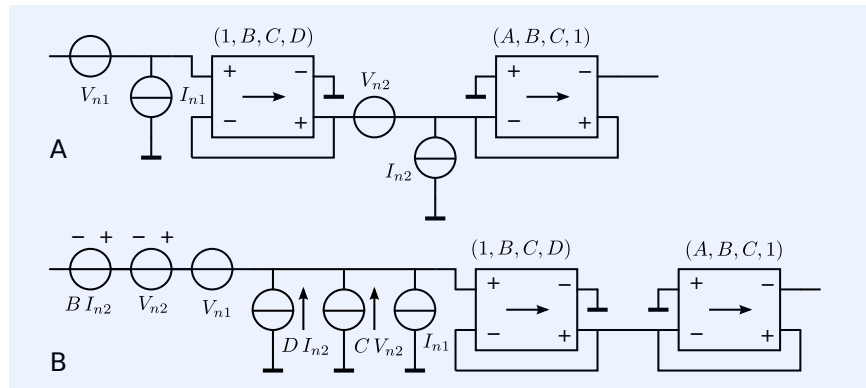 (1, B, C, D)
(A, B, C, 1)
+ − + −
− + − +
V_{n1}
I_{n1}
V_{n2}
I_{n2}
A
(1, B, C, D)
(A, B, C, 1)
− + − +
+ − + −
− + − +
B I_{n2}
V_{n2}
V_{n1}
D I_{n2}
C V_{n2}
I_{n1}
B